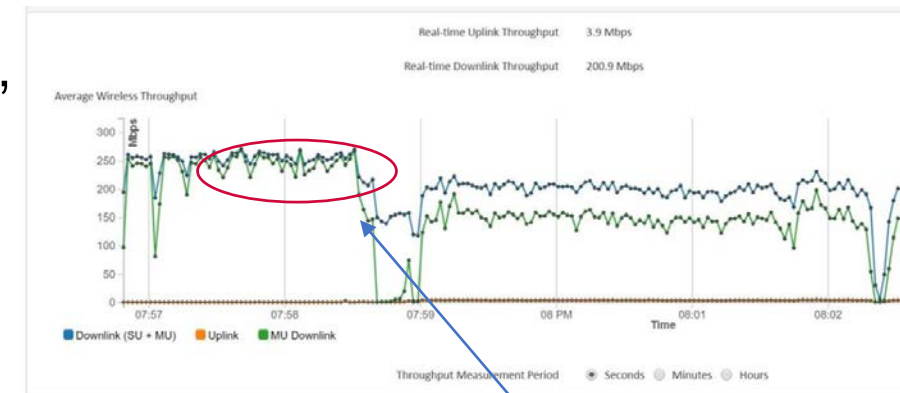 Real-time Uplink Throughput 3.9 Mbps
,
Real-time Downlink Throughput 200.9 Mbps
Average Wireless Throughput
Mbps
300
250
200
150
100
50
0
07:57 07:58 07:59 08 PM 08:01 08:02
Time
Downlink (SU + MU) Uplink MU Downlink
Throughput Measurement Period Seconds Minutes Hours